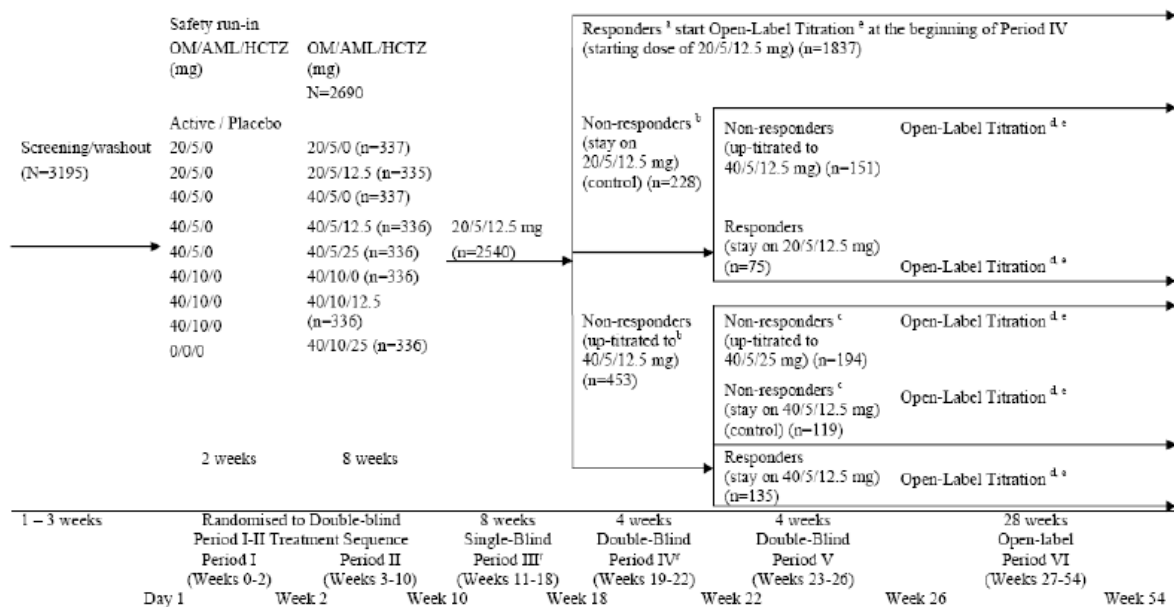 Safety run-in
OM/AML/HCTZ
(mg)
OM/AML/HCTZ
(mg)
N=2690
Responders a start Open-Label Titration e at the beginning of Period IV
(starting dose of 20/5/12.5 mg) (n=1837)
Active / Placebo
Screening/washout
(N=3195)
20/5/0
20/5/0
40/5/0
40/5/0
40/5/0
40/10/0
40/10/0
40/10/0
0/0/0
20/5/0 (n=337)
20/5/12.5 (n=335)
40/5/0 (n=337)
40/5/12.5 (n=336)
40/5/25 (n=336)
40/10/0 (n=336)
40/10/12.5
(n=336)
40/10/25 (n=336)
20/5/12.5 mg
(n=2540)
Non-responders b
(stay on
20/5/12.5 mg)
(control) (n=228)
Non-responders
(up-titrated to
40/5/12.5 mg) (n=151)
Open-Label Titration d, e
Responders
(stay on 20/5/12.5 mg)
(n=75)
Open-Label Titration d, e
Non-responders
(up-titrated to b
40/5/12.5 mg)
(n=453)
Non-responders c
(up-titrated to
40/5/25 mg) (n=194)
Open-Label Titration d, e
Non-responders c
(stay on 40/5/12.5 mg)
(control) (n=119)
Open-Label Titration d, e
Responders
(stay on 40/5/12.5 mg)
(n=135)
Open-Label Titration d, e
2 weeks
8 weeks
1 – 3 weeks
Randomised to Double-blind
Period I-II Treatment Sequence
Period I
(Weeks 0-2)
Period II
(Weeks 3-10)
8 weeks
Single-Blind
Period III f
(Weeks 11-18)
4 weeks
Double-Blind
Period IV f
(Weeks 19-22)
4 weeks
Double-Blind
Period V
(Weeks 23-26)
28 weeks
Open-label
Period VI
(Weeks 27-54)
Day 1
Week 2
Week 10
Week 18
Week 22
Week 26
Week 54